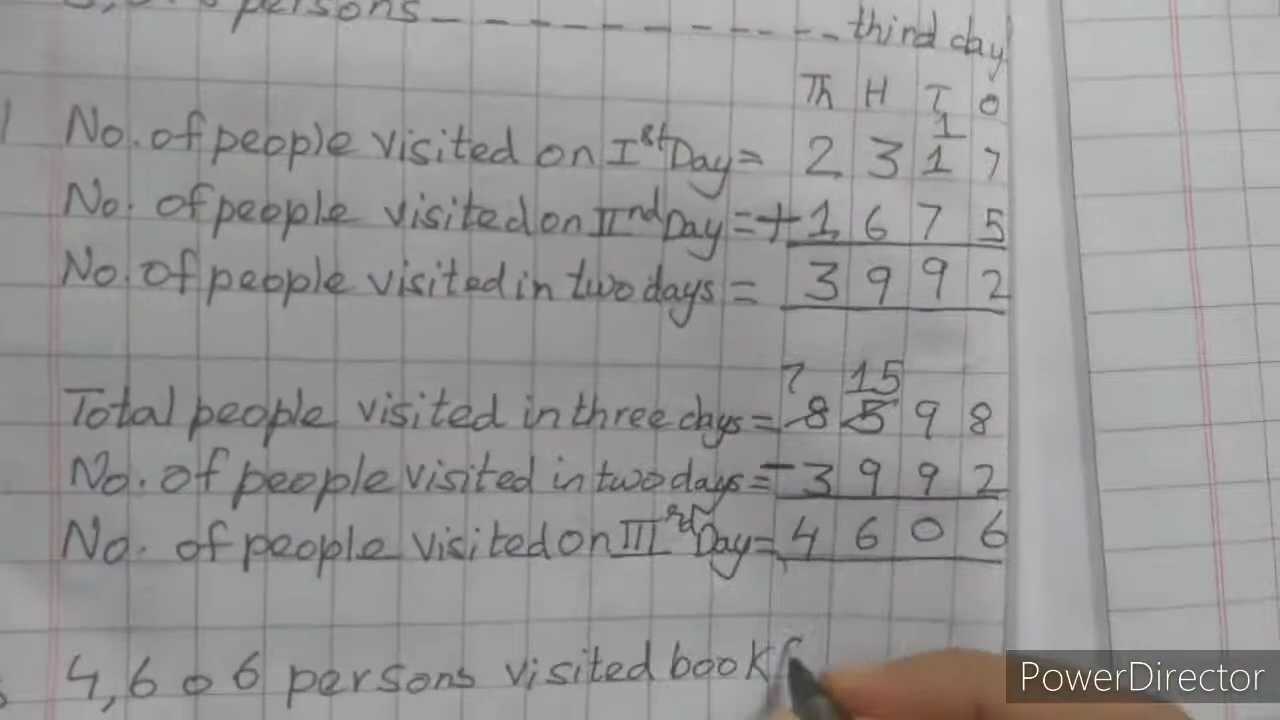 persons ------------- third day
Th H T O
1
1 No. of people visited on Ist Day = 2 3 1 7
No. of people visited on IInd Day = + 1 6 7 5
No. of people visited in two days = 3 9 9 2
7 15
Total people visited in three days = 8 5 9 8
No. of people visited in two days = - 3 9 9 2
No. of people visited on IIIrd Day = 4 6 0 6
4,606 persons visited book f
PowerDirector